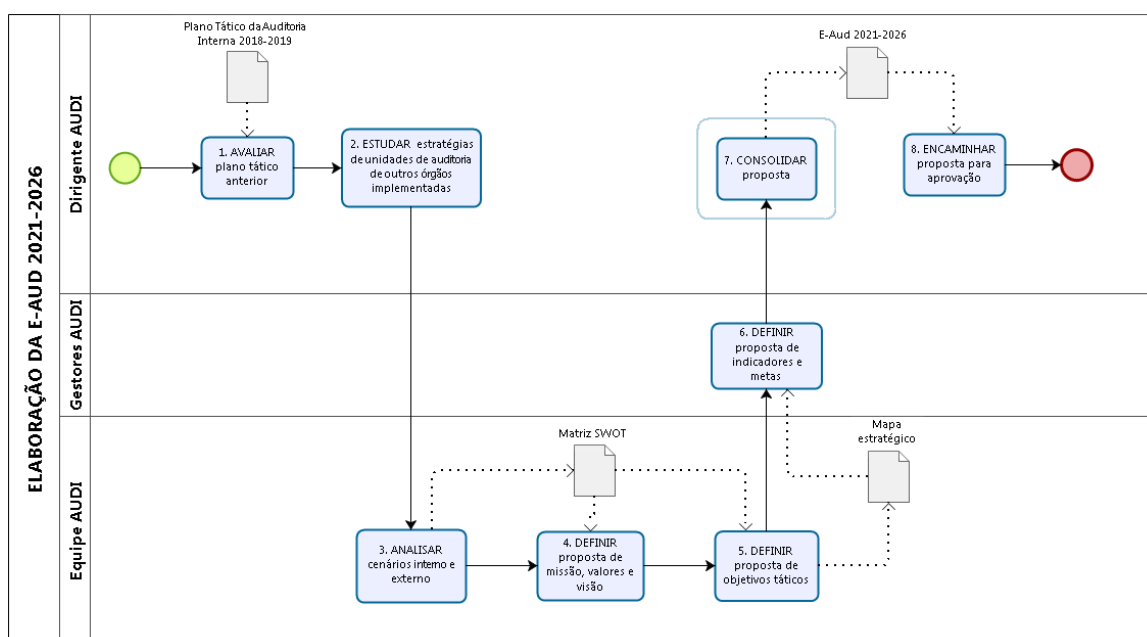 ELABORAÇÃO DA E-AUD 2021-2026
Dirigente AUDI
Plano Tático da Auditoria
Interna 2018-2019
1. AVALIAR
plano tático
anterior
2. ESTUDAR estratégias
de unidades de auditoria
de outros órgãos
implementadas
E-Aud 2021-2026
7. CONSOLIDAR
proposta
8. ENCAMINHAR
proposta para
aprovação
Gestores AUDI
6. DEFINIR
proposta de
indicadores e
metas
Equipe AUDI
Matriz SWOT
Mapa
estratégico
3. ANALISAR
cenários interno e
externo
4. DEFINIR
proposta de
missão, valores e
visão
5. DEFINIR
proposta de
objetivos táticos